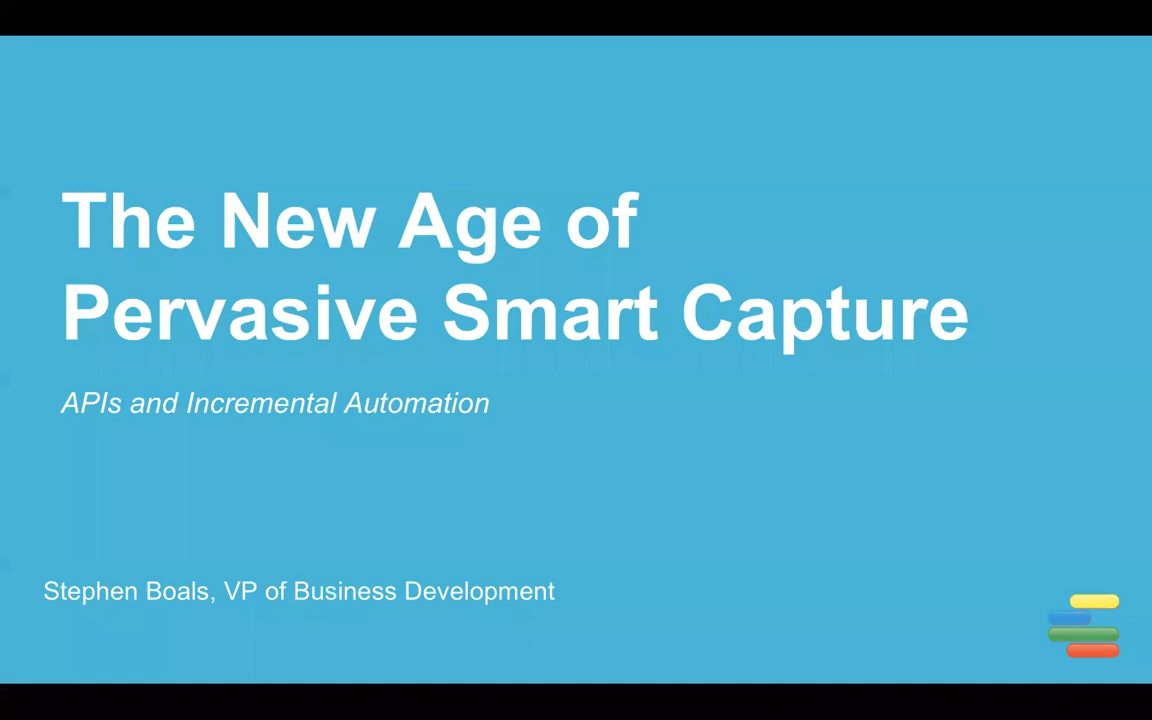 The New Age of
Pervasive Smart Capture
APIs and Incremental Automation
Stephen Boals, VP of Business Development